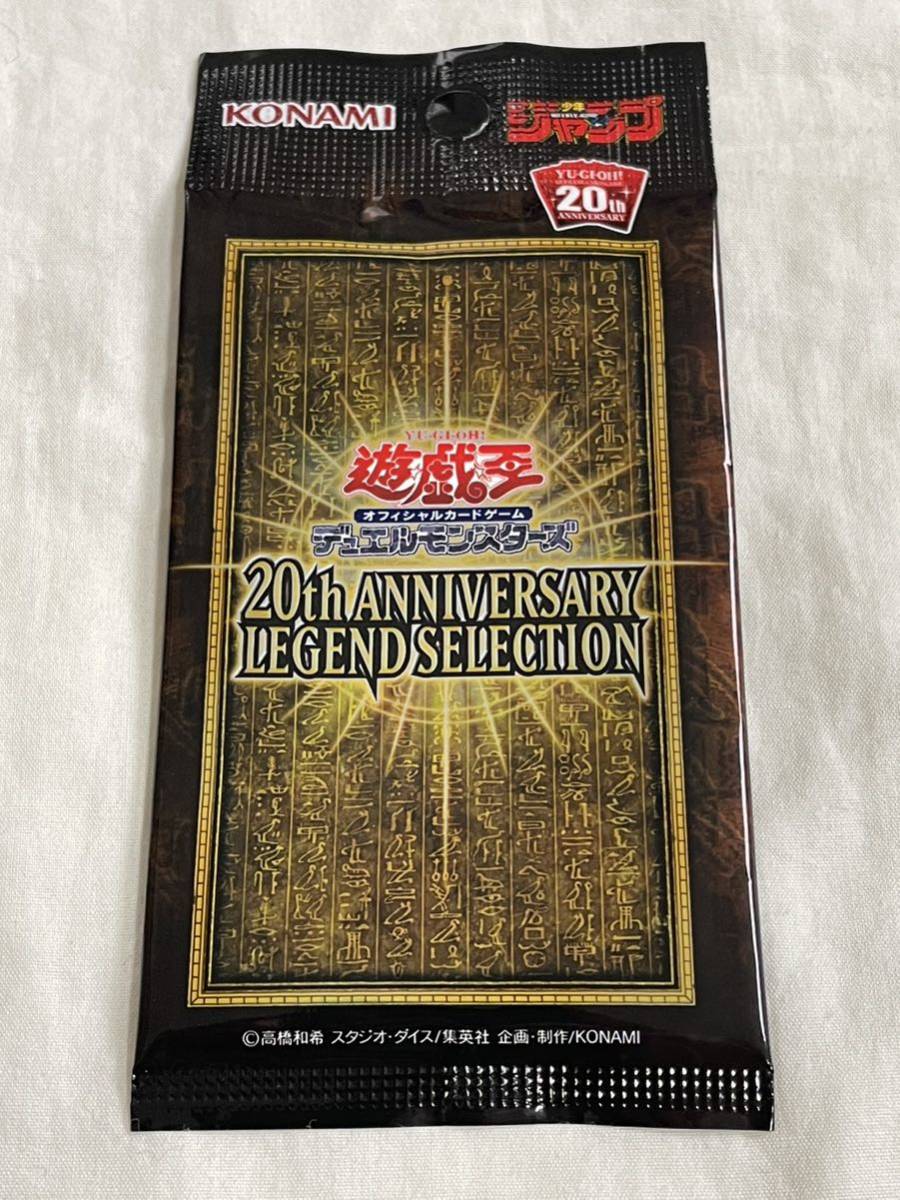 KONAMI
少年
ジャンプ
YU-GI-OH!
20th
ANNIVERSARY
YU-GI-OH!
遊戯王
オフィシャルカードゲーム
デュエルモンスターズ
20th ANNIVERSARY
LEGEND SELECTION
©高橋和希 スタジオ・ダイス/集英社 企画・制作/KONAMI